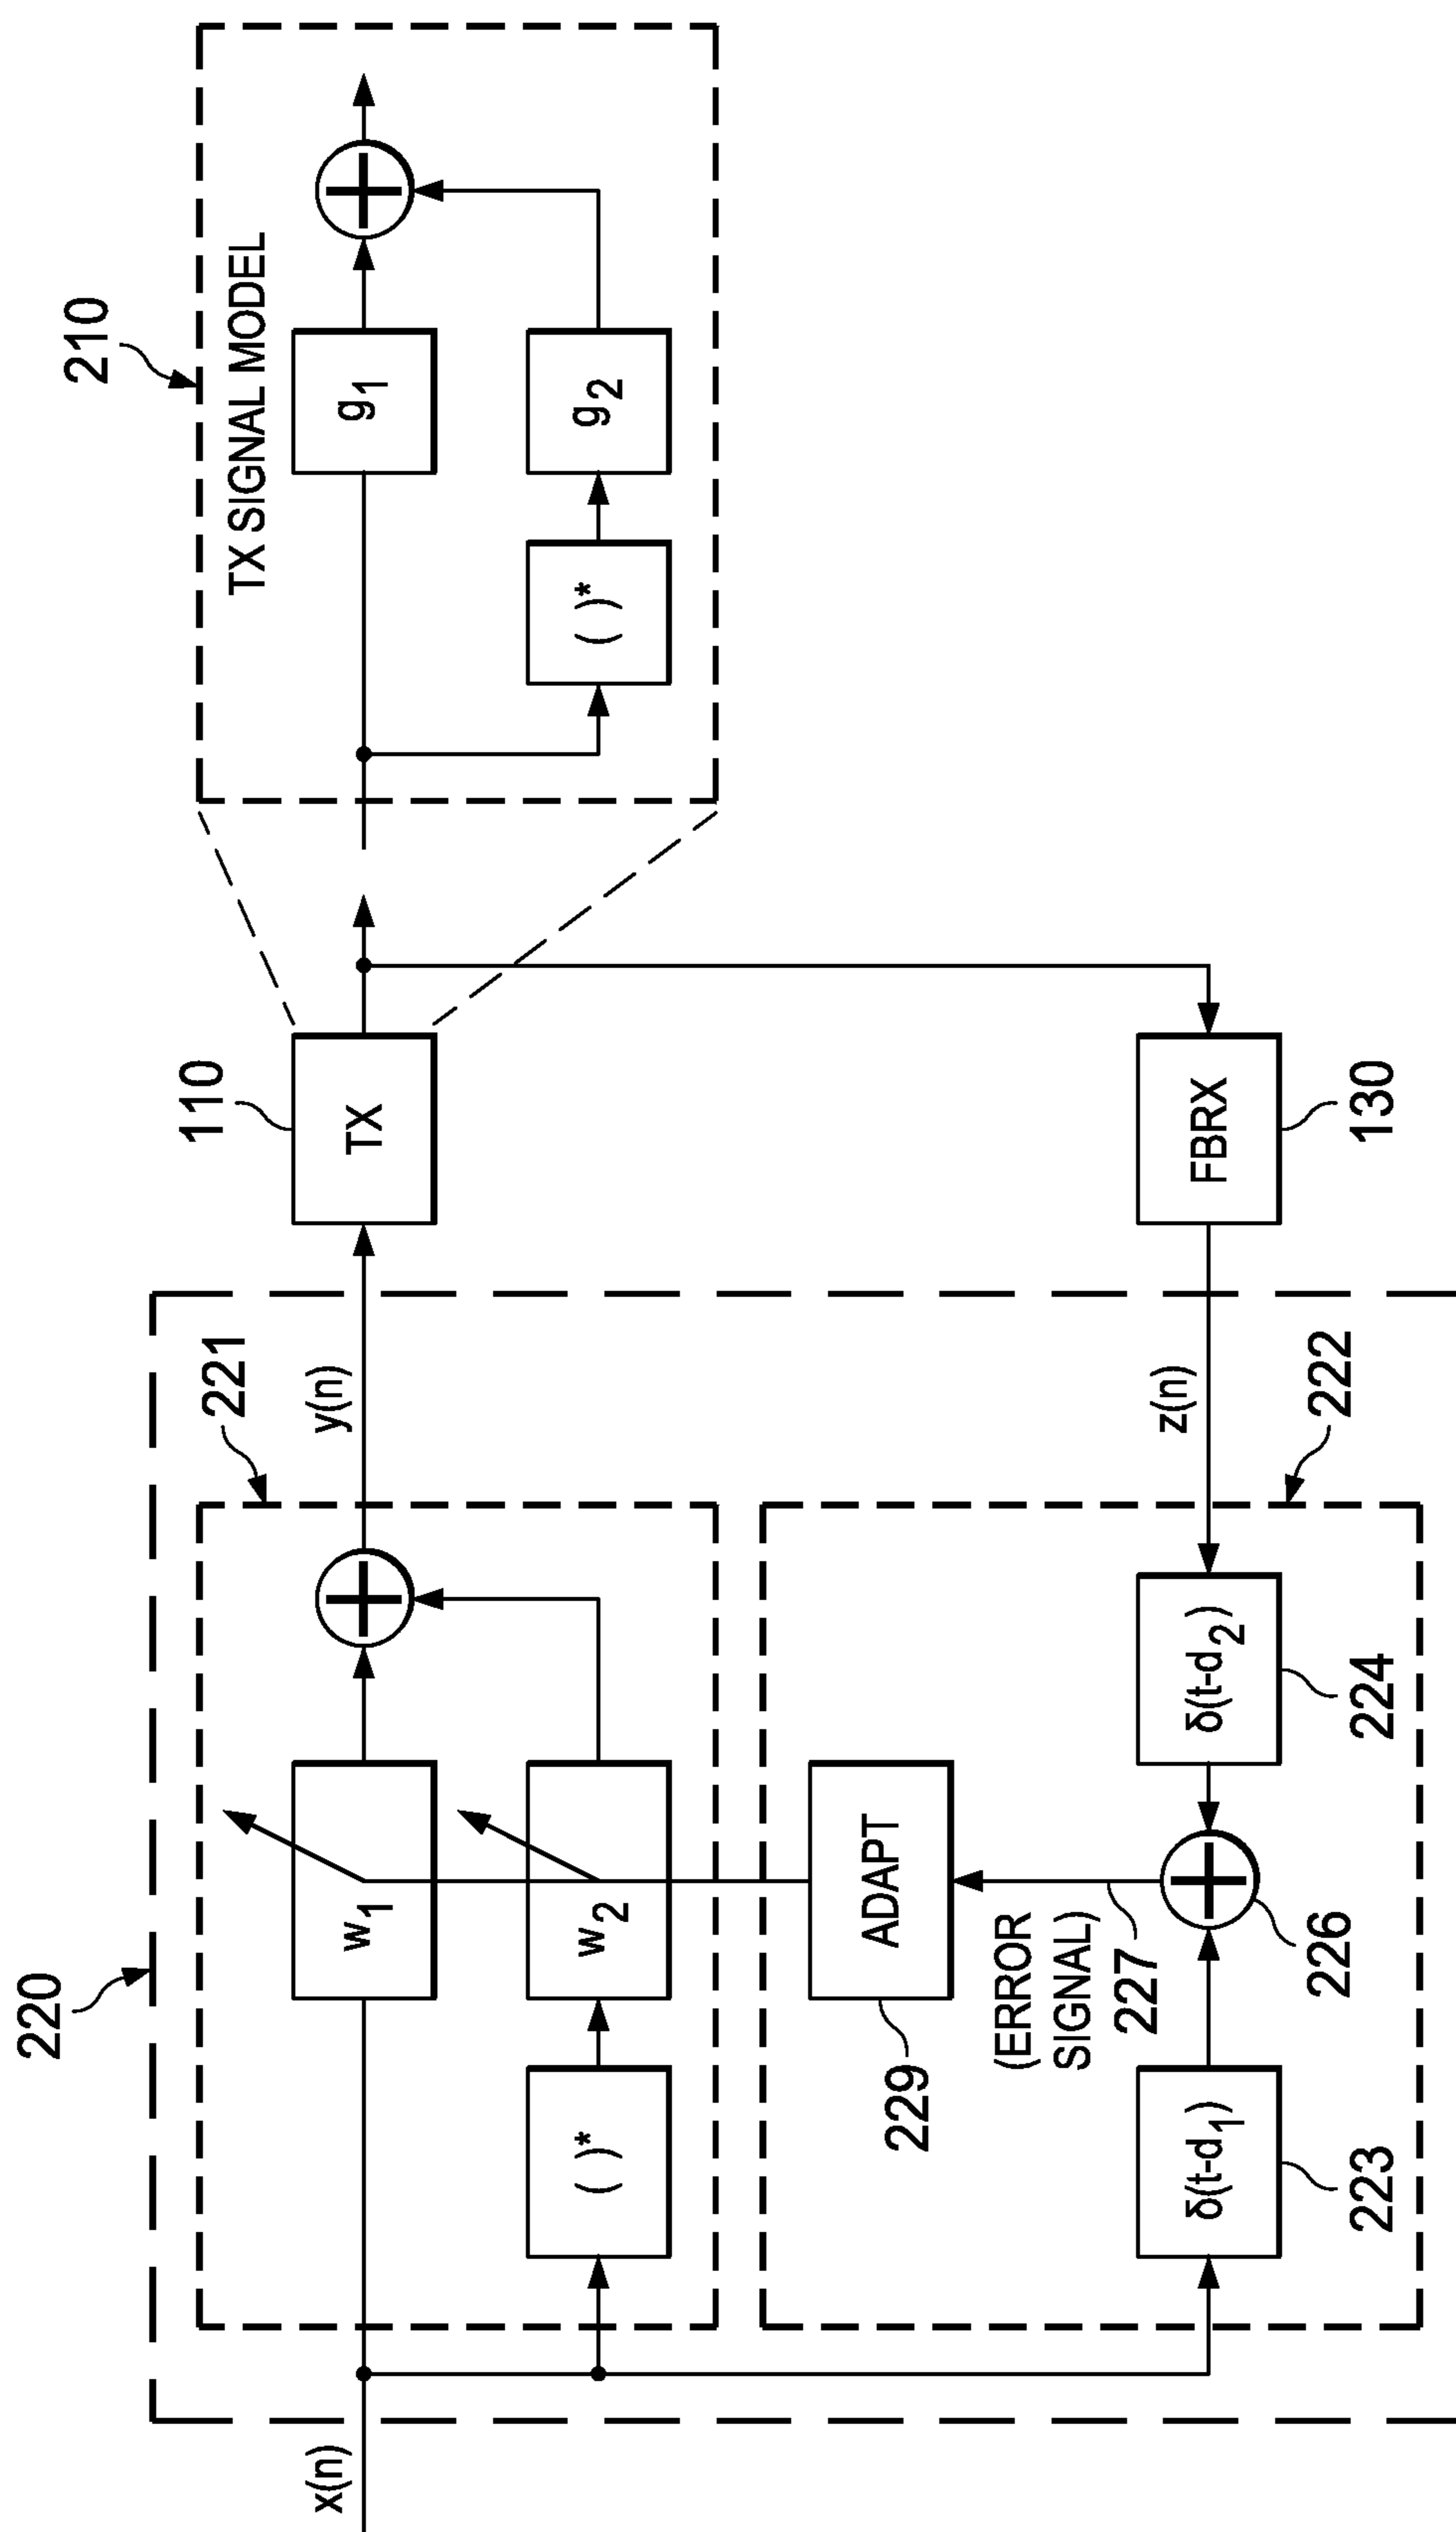 210
TX SIGNAL MODEL
g1
( )*
g2
110
TX
FBRX
130
220
221
x(n)
w1
y(n)
( )*
w2
222
z(n)
ADAPT
229
(ERROR
SIGNAL)
227
δ(t-d1)
223
226
δ(t-d2)
224